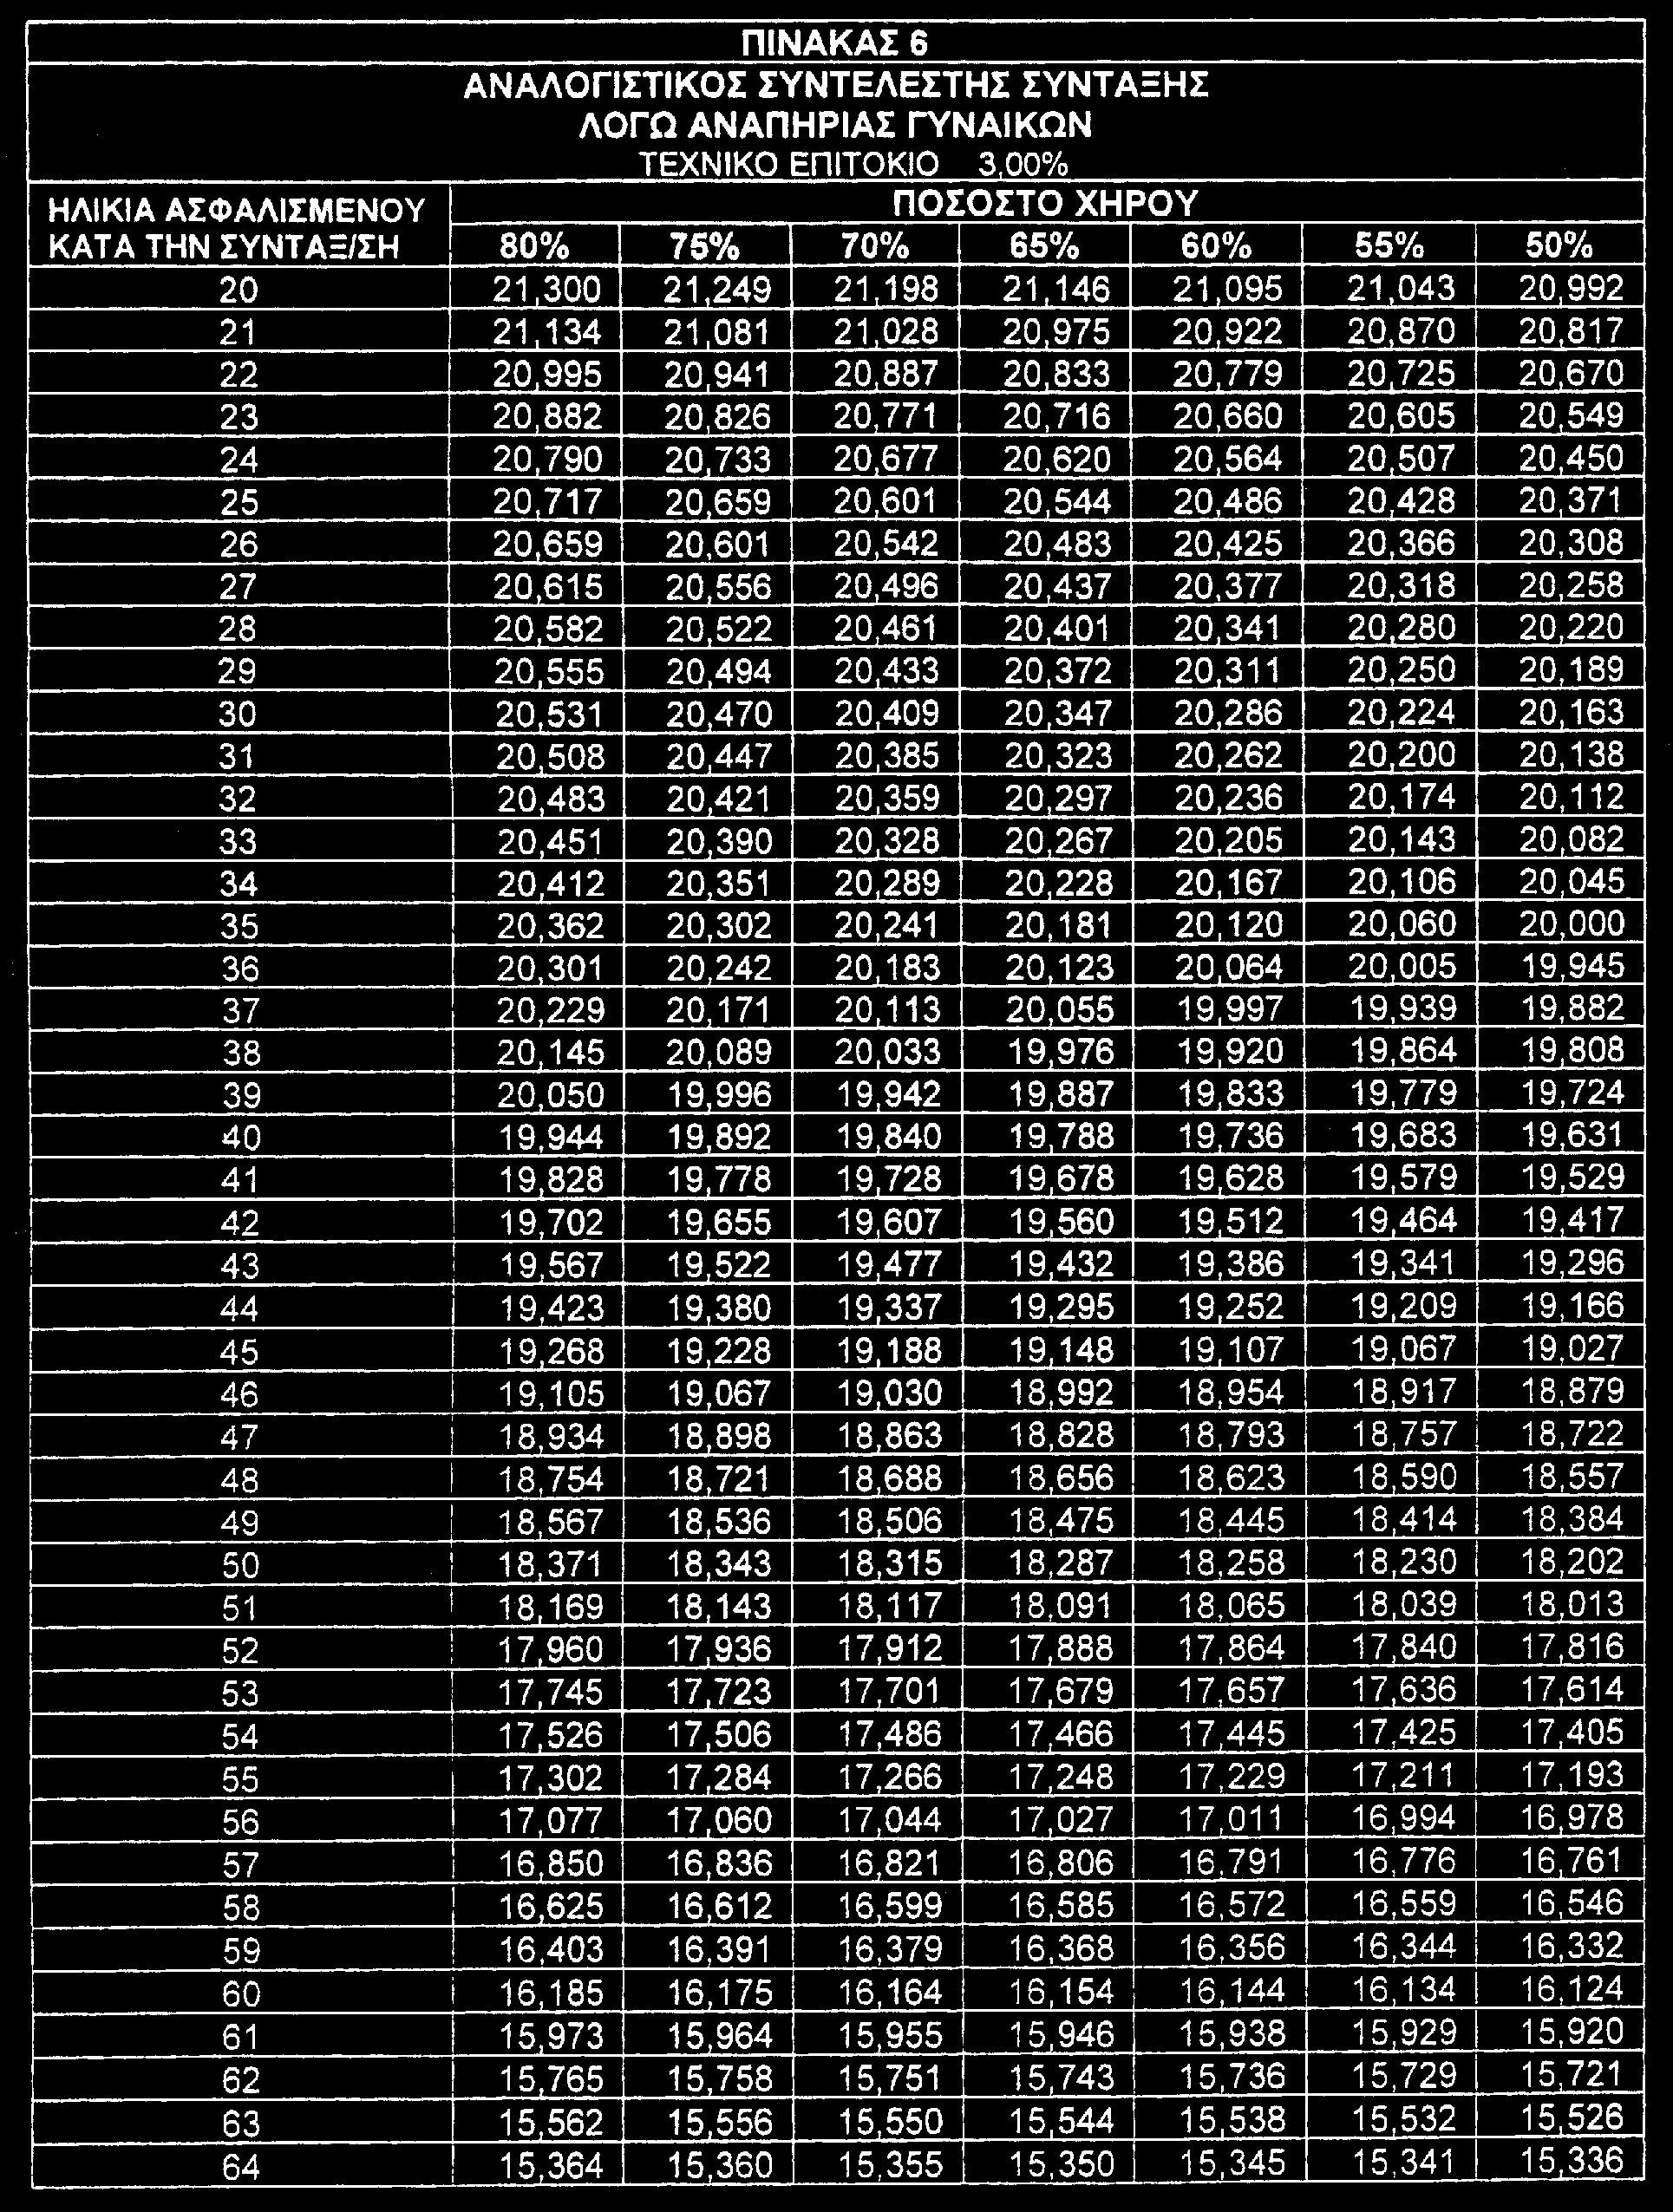 ΠΙΝΑΚΑΣ 6
ΑΝΑΛΟΓΙΣΤΙΚΟΣ ΣΥΝΤΕΛΕΣΤΗΣ ΣΥΝΤΑΞΗΣ
ΛΟΓΩ ΑΝΑΠΗΡΙΑΣ ΓΥΝΑΙΚΩΝ
ΤΕΧΝΙΚΟ ΕΠΙΤΟΚΙΟ 3,00%
ΗΛΙΚΙΑ ΑΣΦΑΛΙΣΜΕΝΟΥ ΠΟΣΟΣΤΟ ΧΗΡΟΥ
ΚΑΤΑ ΤΗΝ ΣΥΝΤΑΞ/ΣΗ 80% 75% 70% 65% 60% 55% 50%
20 21,300 21,249 21,198 21,146 21,095 21,043 20,992
21 21,134 21,081 21,028 20,975 20,922 20,870 20,817
22 20,995 20,941 20,887 20,833 20,779 20,725 20,670
23 20,882 20,826 20,771 20,716 20,660 20,605 20,549
24 20,790 20,733 20,677 20,620 20,564 20,507 20,450
25 20,717 20,659 20,601 20,544 20,486 20,428 20,371
26 20,659 20,601 20,542 20,483 20,425 20,366 20,308
27 20,615 20,556 20,496 20,437 20,377 20,318 20,258
28 20,582 20,522 20,461 20,401 20,341 20,280 20,220
29 20,555 20,494 20,433 20,372 20,311 20,250 20,189
30 20,531 20,470 20,409 20,347 20,286 20,224 20,163
31 20,508 20,447 20,385 20,323 20,262 20,200 20,138
32 20,483 20,421 20,359 20,297 20,236 20,174 20,112
33 20,451 20,390 20,328 20,267 20,205 20,143 20,082
34 20,412 20,351 20,289 20,228 20,167 20,106 20,045
35 20,362 20,302 20,241 20,181 20,120 20,060 20,000
36 20,301 20,242 20,183 20,123 20,064 20,005 19,945
37 20,229 20,171 20,113 20,055 19,997 19,939 19,882
38 20,145 20,089 20,033 19,976 19,920 19,864 19,808
39 20,050 19,996 19,942 19,887 19,833 19,779 19,724
40 19,944 19,892 19,840 19,788 19,736 19,683 19,631
41 19,828 19,778 19,728 19,678 19,628 19,579 19,529
42 19,702 19,655 19,607 19,560 19,512 19,464 19,417
43 19,567 19,522 19,477 19,432 19,386 19,341 19,296
44 19,423 19,380 19,337 19,295 19,252 19,209 19,166
45 19,268 19,228 19,188 19,148 19,107 19,067 19,027
46 19,105 19,067 19,030 18,992 18,954 18,917 18,879
47 18,934 18,898 18,863 18,828 18,793 18,757 18,722
48 18,754 18,721 18,688 18,656 18,623 18,590 18,557
49 18,567 18,536 18,506 18,475 18,445 18,414 18,384
50 18,371 18,343 18,315 18,287 18,258 18,230 18,202
51 18,169 18,143 18,117 18,091 18,065 18,039 18,013
52 17,960 17,936 17,912 17,888 17,864 17,840 17,816
53 17,745 17,723 17,701 17,679 17,657 17,636 17,614
54 17,526 17,506 17,486 17,466 17,445 17,425 17,405
55 17,302 17,284 17,266 17,248 17,229 17,211 17,193
56 17,077 17,060 17,044 17,027 17,011 16,994 16,978
57 16,850 16,836 16,821 16,806 16,791 16,776 16,761
58 16,625 16,612 16,599 16,585 16,572 16,559 16,546
59 16,403 16,391 16,379 16,368 16,356 16,344 16,332
60 16,185 16,175 16,164 16,154 16,144 16,134 16,124
61 15,973 15,964 15,955 15,946 15,938 15,929 15,920
62 15,765 15,758 15,751 15,743 15,736 15,729 15,721
63 15,562 15,556 15,550 15,544 15,538 15,532 15,526
64 15,364 15,360 15,355 15,350 15,345 15,341 15,336